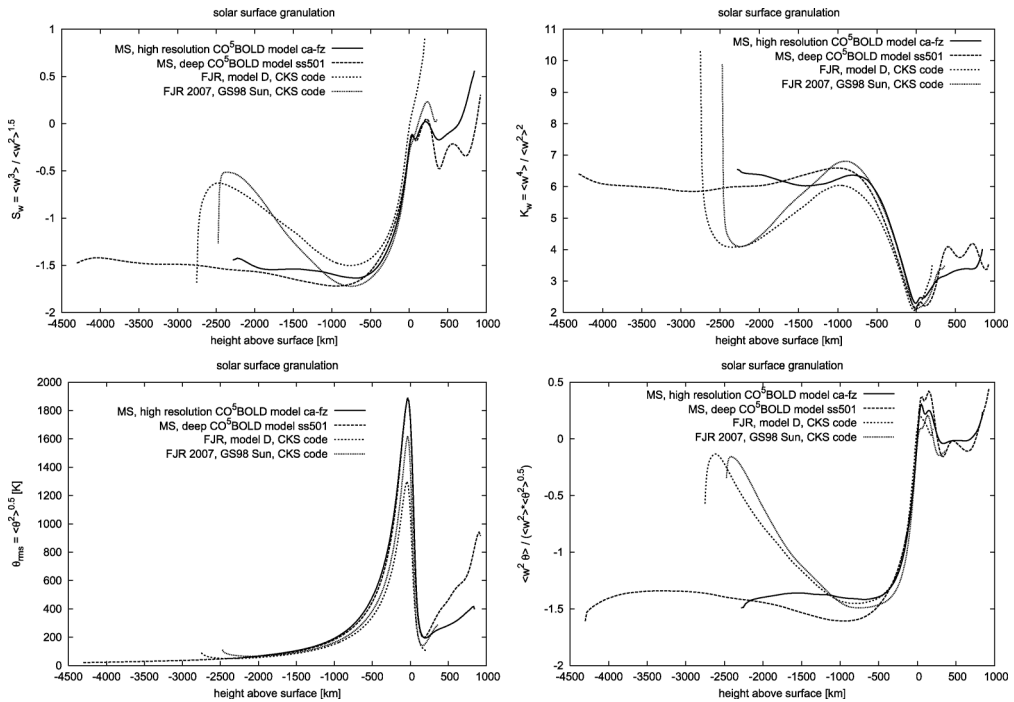 solar surface granulation
MS, high resolution CO⁵BOLD model ca-fz
MS, deep CO⁵BOLD model ss501
FJR, model D, CKS code
FJR 2007, GS98 Sun, CKS code
S_w = <w³> / <w²>^1.5
1
0.5
0
-0.5
-1
-1.5
-2
-4500 -4000 -3500 -3000 -2500 -2000 -1500 -1000 -500 0 500 1000
height above surface [km]
solar surface granulation
MS, high resolution CO⁵BOLD model ca-fz
MS, deep CO⁵BOLD model ss501
FJR, model D, CKS code
FJR 2007, GS98 Sun, CKS code
K_w = <w⁴> / <w²>²
11
10
9
8
7
6
5
4
3
2
-4500 -4000 -3500 -3000 -2500 -2000 -1500 -1000 -500 0 500 1000
height above surface [km]
solar surface granulation
MS, high resolution CO⁵BOLD model ca-fz
MS, deep CO⁵BOLD model ss501
FJR, model D, CKS code
FJR 2007, GS98 Sun, CKS code
θ_rms = <θ²>^0.5 [K]
2000
1800
1600
1400
1200
1000
800
600
400
200
0
-4500 -4000 -3500 -3000 -2500 -2000 -1500 -1000 -500 0 500 1000
height above surface [km]
solar surface granulation
MS, high resolution CO⁵BOLD model ca-fz
MS, deep CO⁵BOLD model ss501
FJR, model D, CKS code
FJR 2007, GS98 Sun, CKS code
<w² θ> / (<w²>*<θ²>^0.5)
0.5
0
-0.5
-1
-1.5
-2
-4500 -4000 -3500 -3000 -2500 -2000 -1500 -1000 -500 0 500 1000
height above surface [km]